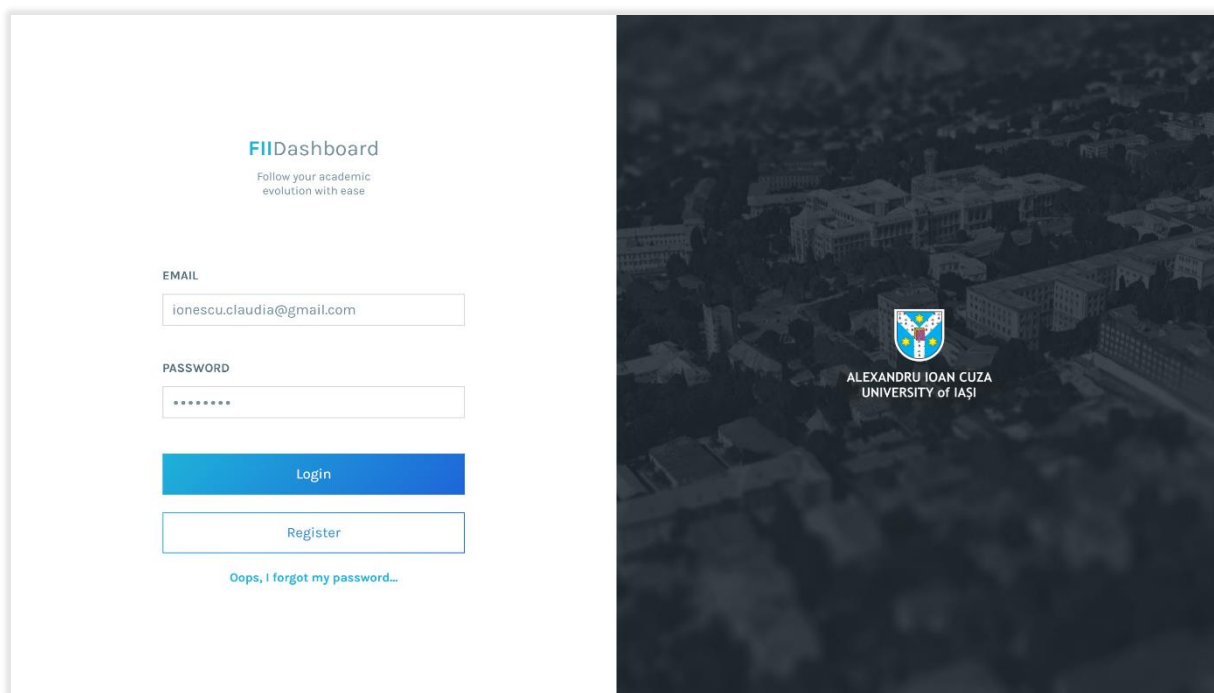 FIIDashboard
Follow your academic
evolution with ease
EMAIL
ionescu.claudia@gmail.com
PASSWORD
••••••••
Login
Register
Oops, I forgot my password...
ALEXANDRU IOAN CUZA
UNIVERSITY of IAȘI